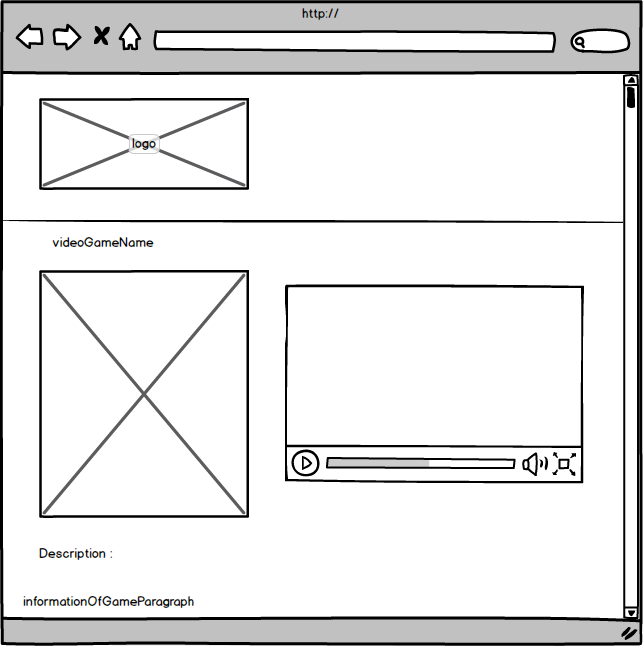 http://
logo
videoGameName
Description :
informationOfGameParagraph